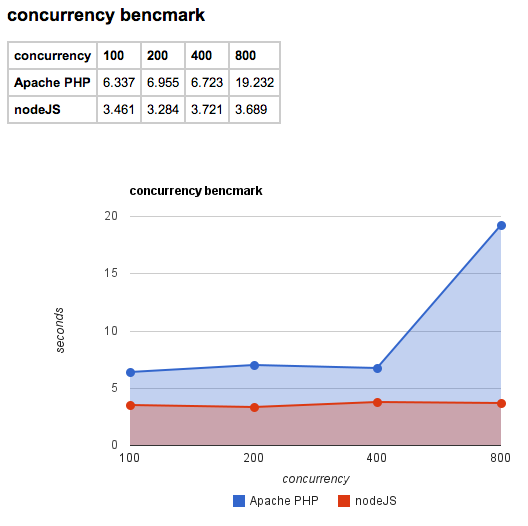 concurrency bencmark
concurrency 100 200 400 800
Apache PHP 6.337 6.955 6.723 19.232
nodeJS 3.461 3.284 3.721 3.689
concurrency bencmark
20
15
10
5
0
seconds
100 200 400 800
concurrency
Apache PHP nodeJS